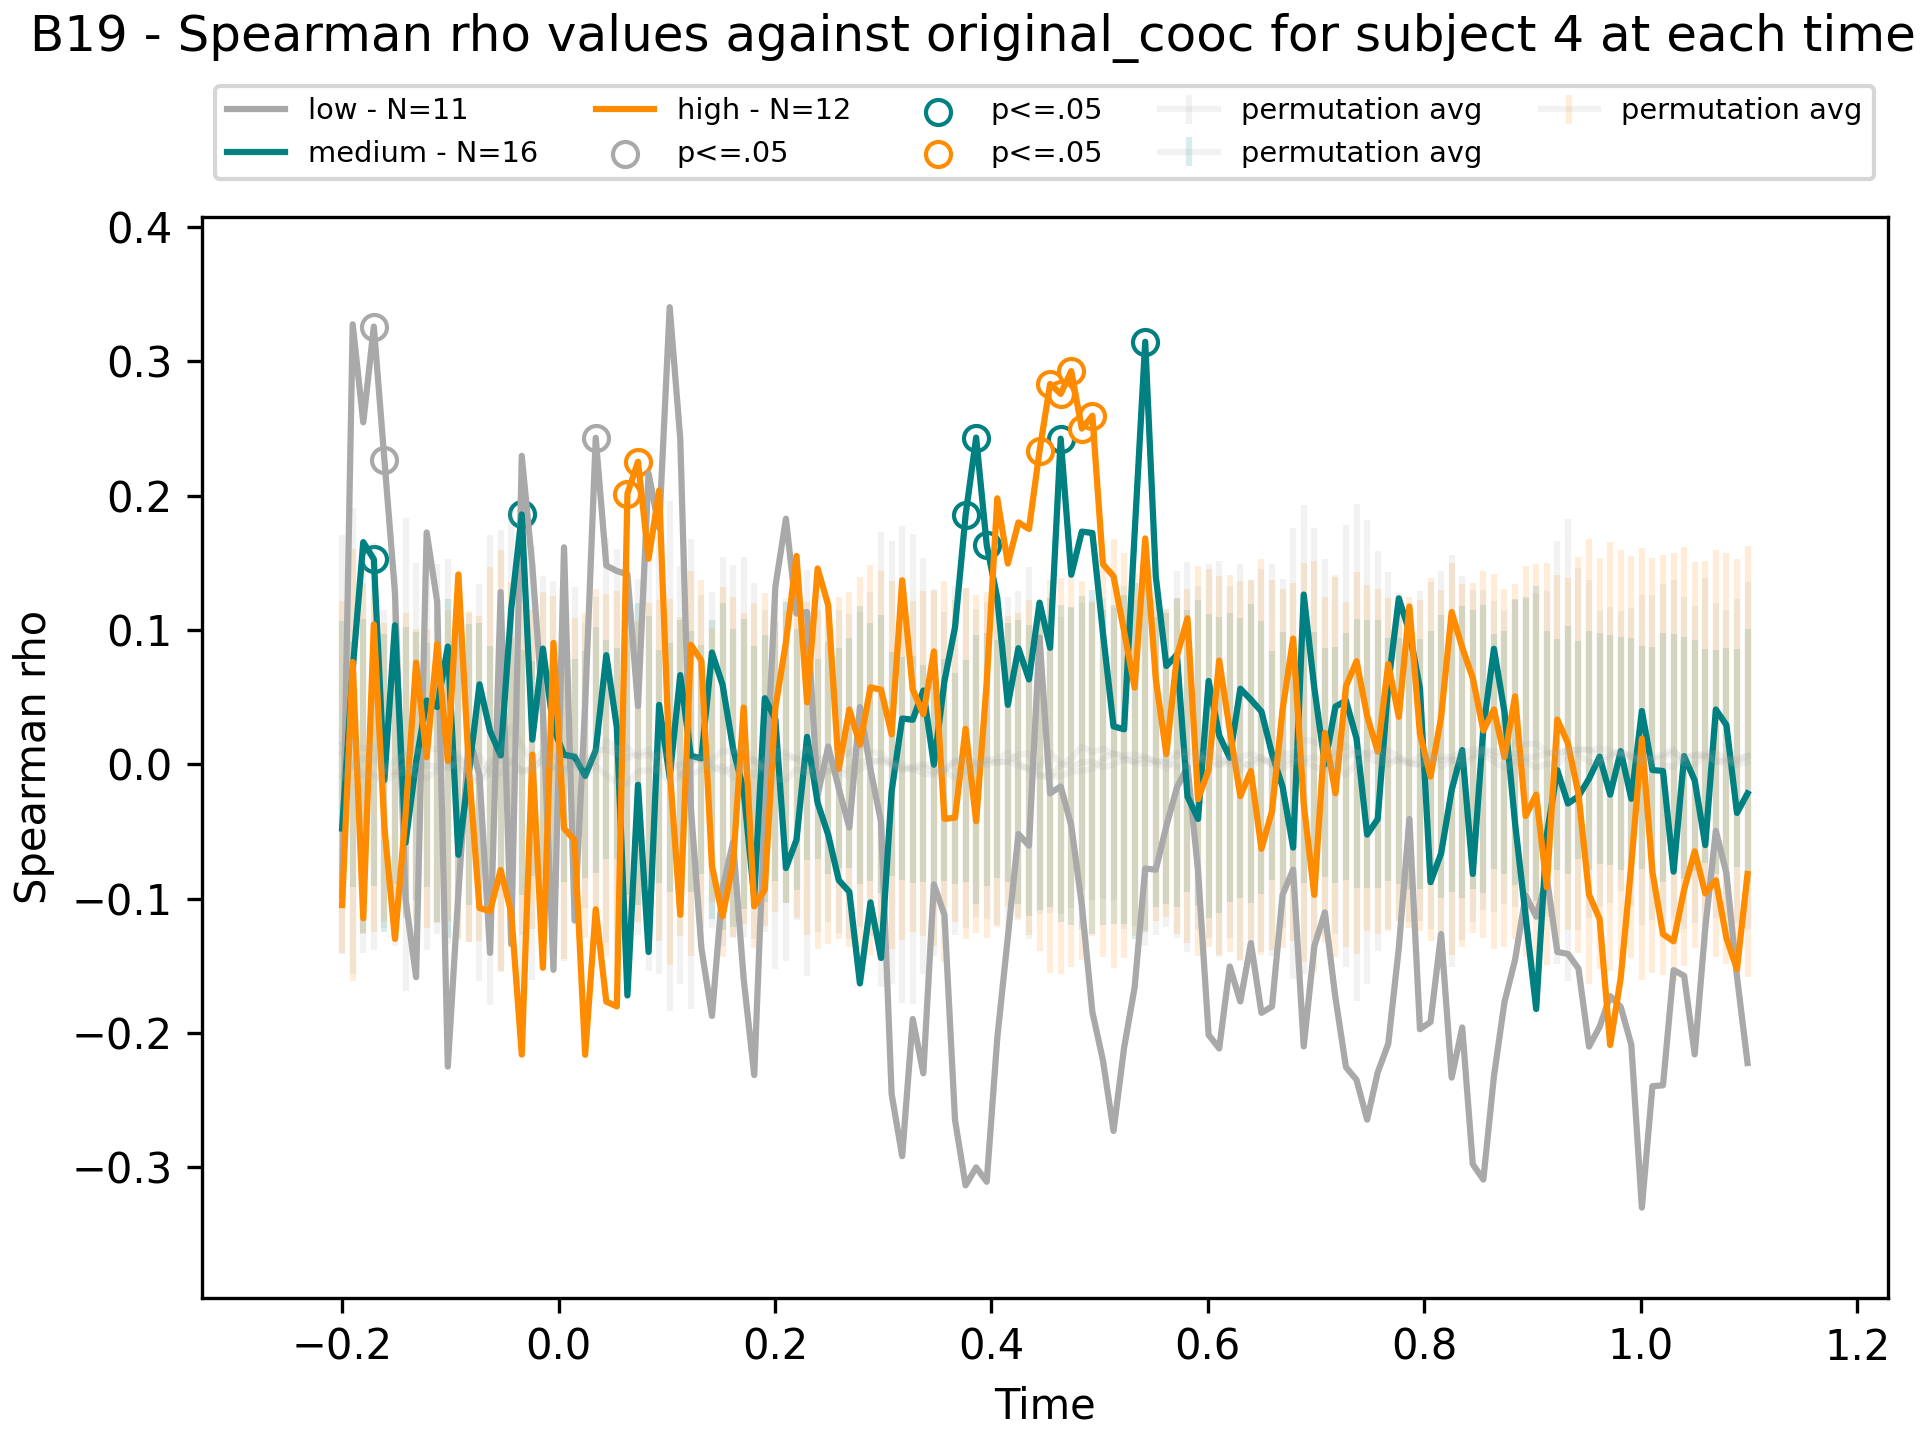 B19 - Spearman rho values against original_cooc for subject 4 at each time
low - N=11 high - N=12 p<=.05 permutation avg permutation avg
medium - N=16 p<=.05 p<=.05 permutation avg
0.4
0.3
0.2
0.1
0.0
−0.1
−0.2
−0.3
Spearman rho
−0.2 0.0 0.2 0.4 0.6 0.8 1.0 1.2
Time